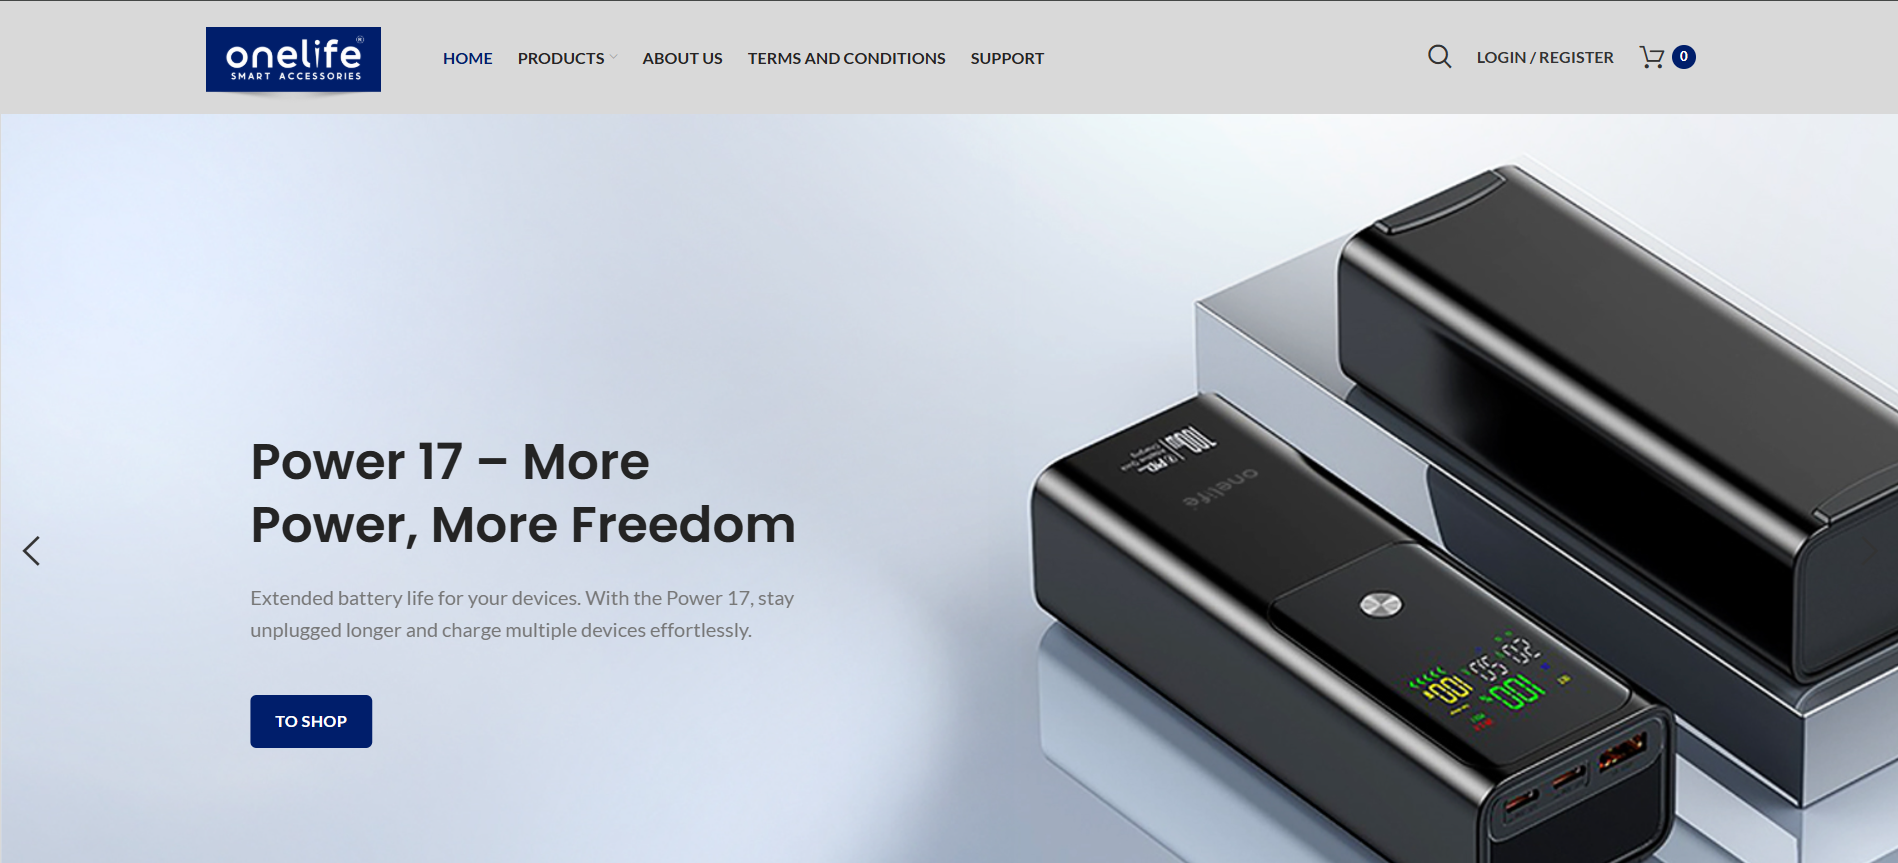 onelife®
SMART ACCESSORIES
HOME
PRODUCTS
ABOUT US
TERMS AND CONDITIONS
SUPPORT
LOGIN / REGISTER
0
Power 17 – More
Power, More Freedom
Extended battery life for your devices. With the Power 17, stay
unplugged longer and charge multiple devices effortlessly.
TO SHOP
100W
onelife
100%
100%